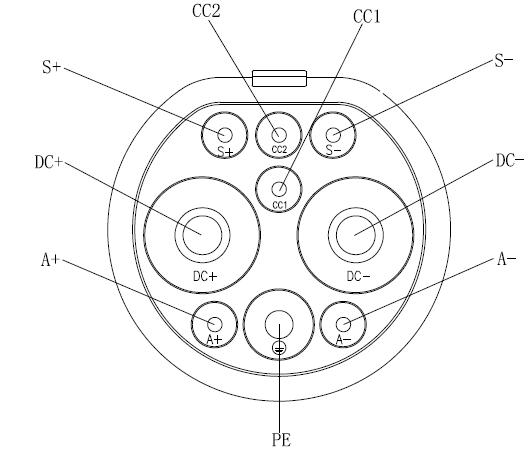 CC2
CC1
S+
S-
S+
CC2
S-
DC+
DC-
CC1
DC+
DC-
A+
A-
A+
A-
PE